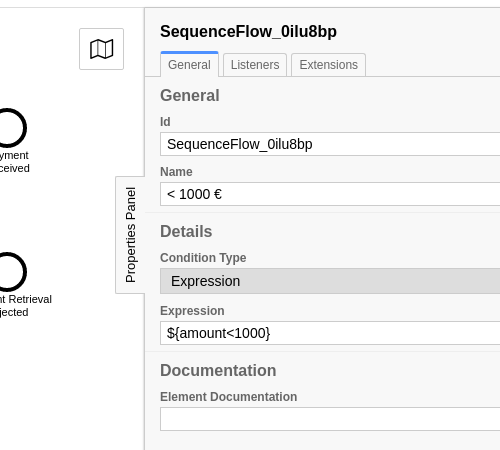 SequenceFlow_0ilu8bp
General
Listeners
Extensions
General
Id
SequenceFlow_0ilu8bp
Name
< 1000 €
Details
Condition Type
Expression
Expression
${amount<1000}
Documentation
Element Documentation
Properties Panel
yment
ceived
nt Retrieval
jected